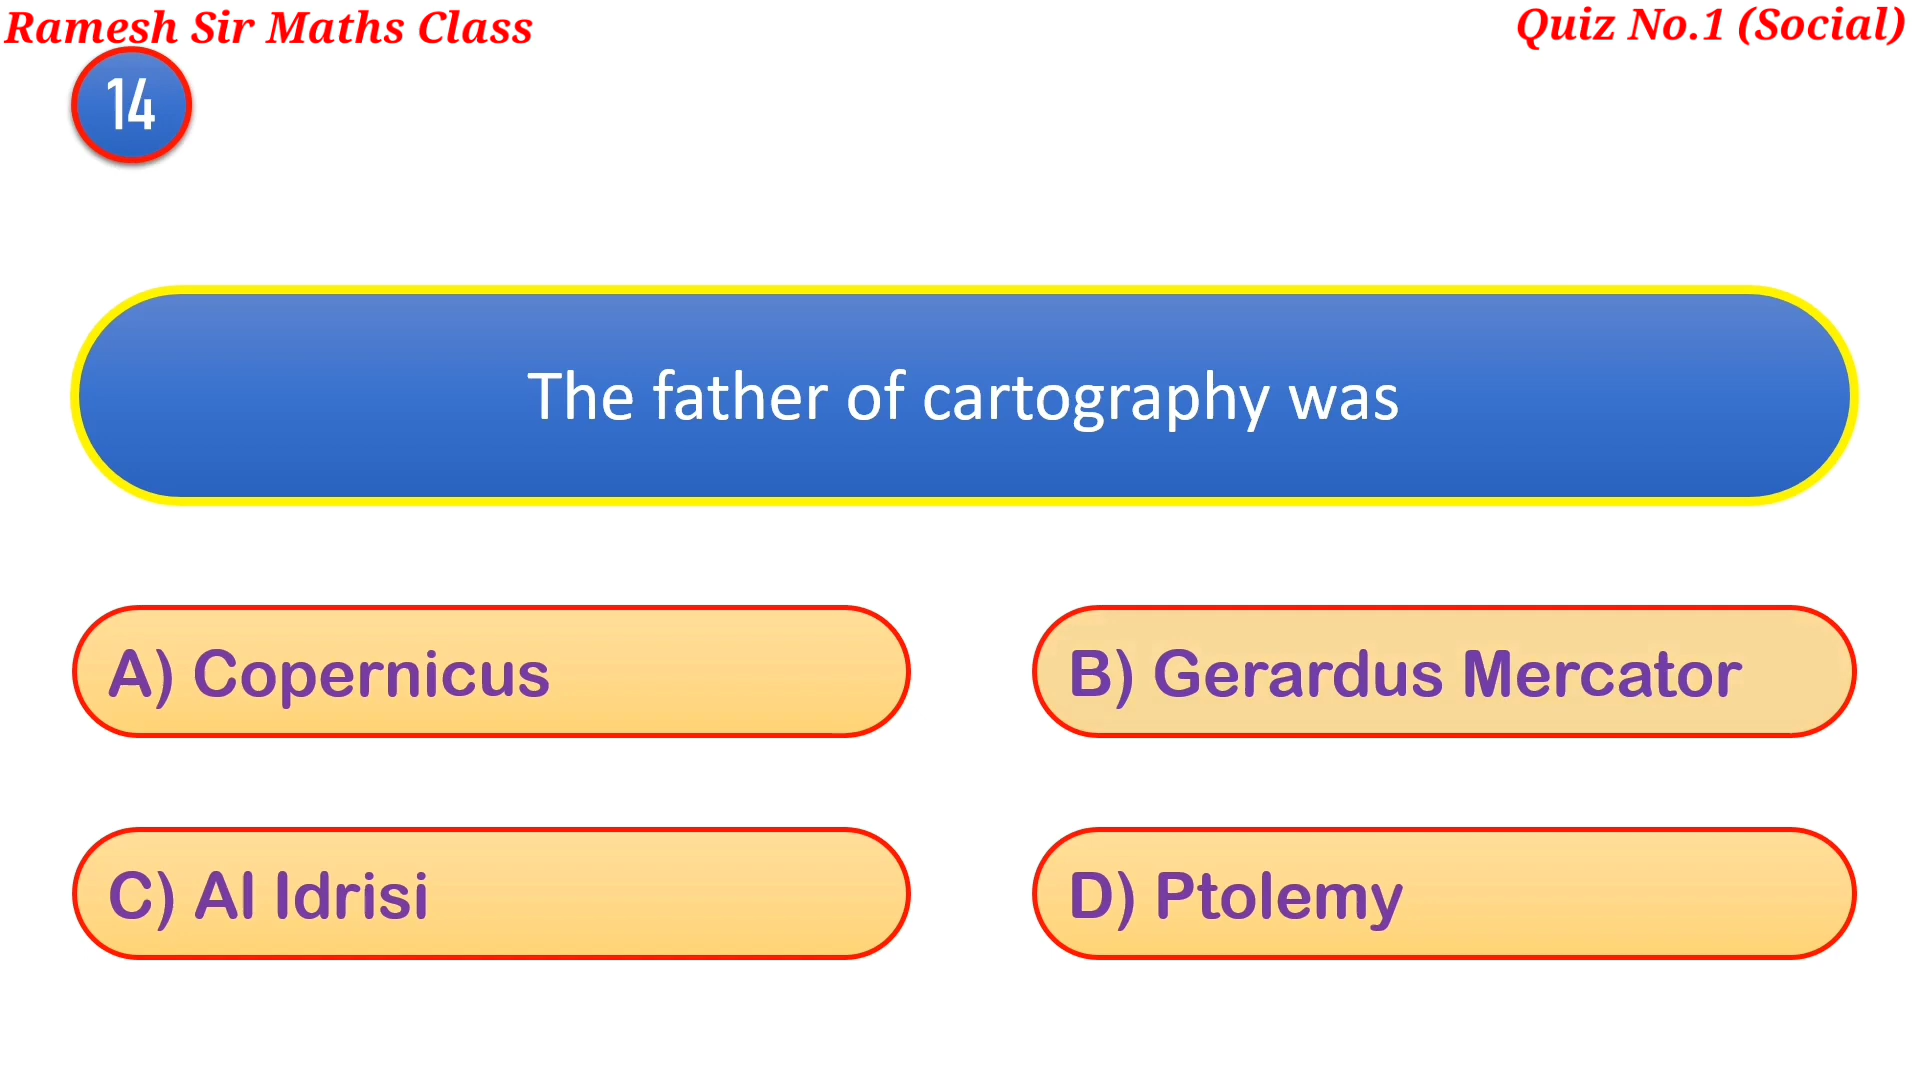 Ramesh Sir Maths Class
Quiz No.1 (Social)
14
The father of cartography was
A) Copernicus
B) Gerardus Mercator
C) Al Idrisi
D) Ptolemy